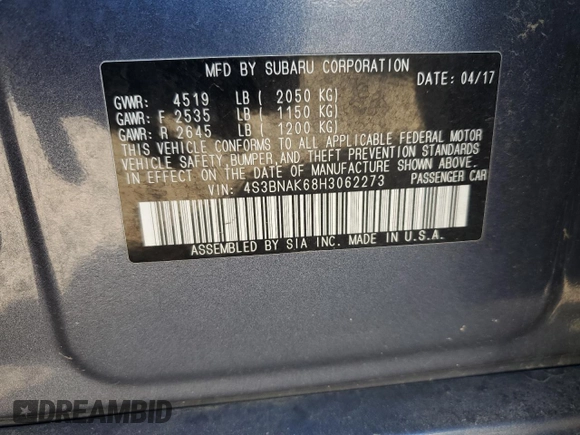 MFD BY SUBARU CORPORATION
DATE: 04/17
GVWR: 4519 LB ( 2050 KG)
GAWR: F 2535 LB ( 1150 KG)
GAWR: R 2645 LB ( 1200 KG)
THIS VEHICLE CONFORMS TO ALL APPLICABLE FEDERAL MOTOR
VEHICLE SAFETY, BUMPER, AND THEFT PREVENTION STANDARDS
IN EFFECT ON THE DATE OF MANUFACTURE SHOWN ABOVE.
VIN: 4S3BNAK68H3062273 PASSENGER CAR
ASSEMBLED BY SIA INC. MADE IN U.S.A.
DREAMBID